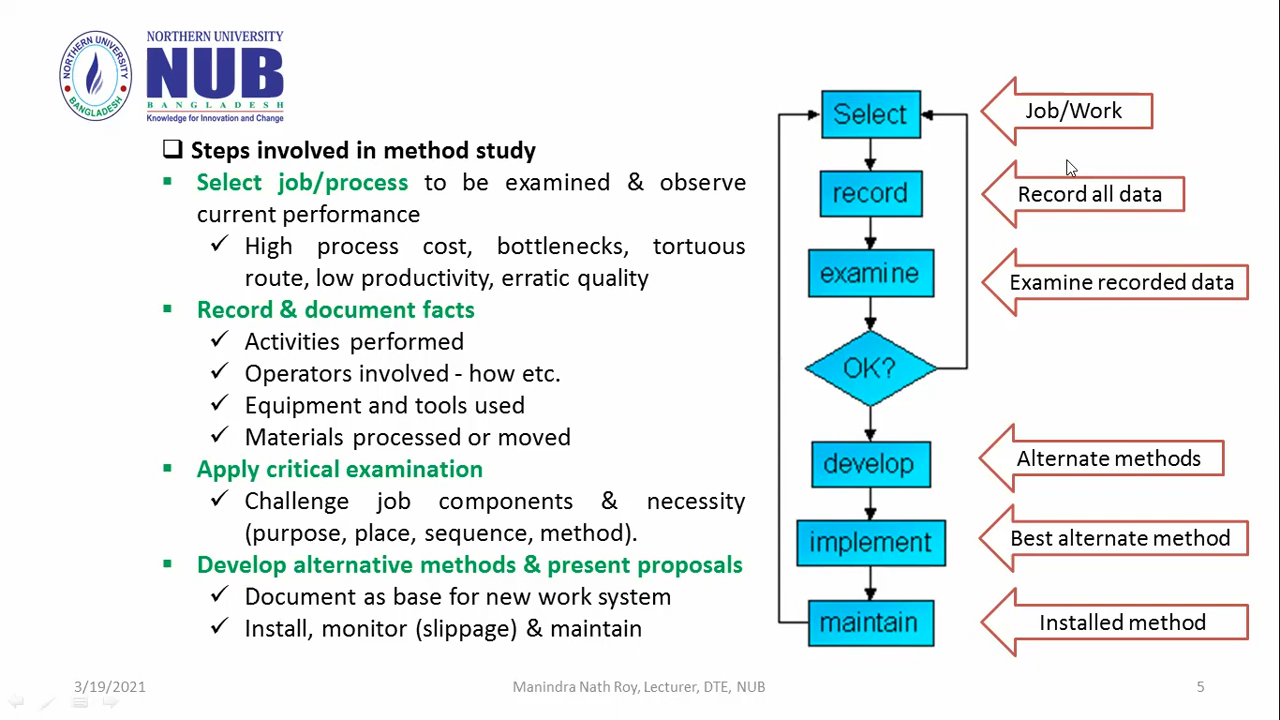 NORTHERN UNIVERSITY
NUB
BANGLADESH
Knowledge for Innovation and Change
NORTHERN UNIVERSITY
BANGLADESH
Steps involved in method study
Select job/process to be examined & observe
current performance
High process cost, bottlenecks, tortuous
route, low productivity, erratic quality
Record & document facts
Activities performed
Operators involved - how etc.
Equipment and tools used
Materials processed or moved
Apply critical examination
Challenge job components & necessity
(purpose, place, sequence, method).
Develop alternative methods & present proposals
Document as base for new work system
Install, monitor (slippage) & maintain
Select
Job/Work
record
Record all data
examine
Examine recorded data
OK?
develop
Alternate methods
implement
Best alternate method
maintain
Installed method
3/19/2021
Manindra Nath Roy, Lecturer, DTE, NUB
5